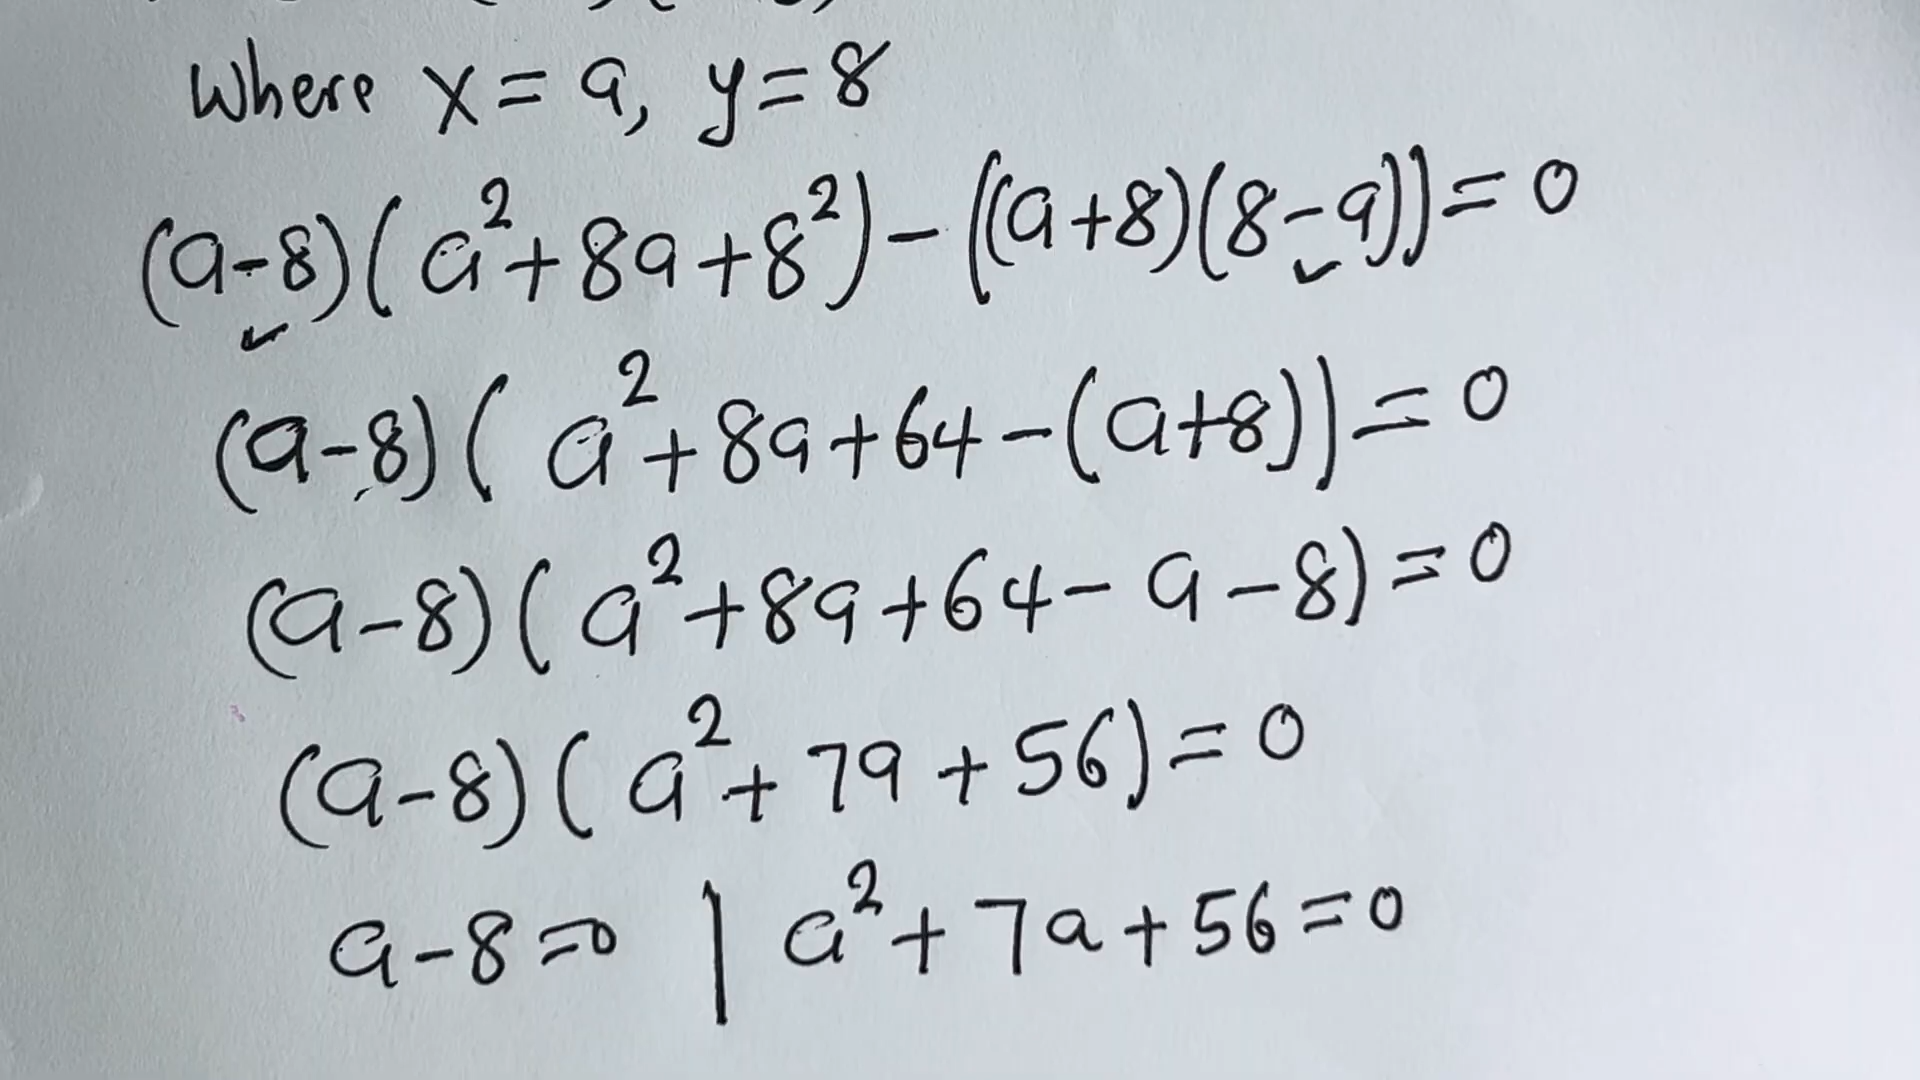 Where x = a, y = 8
(a-8)(a²+8a+8²) - ((a+8)(8-a)) = 0
(a-8)(a²+8a+64-(a+8)) = 0
(a-8)(a²+8a+64-a-8) = 0
(a-8)(a²+7a+56) = 0
a-8=0 | a²+7a+56=0